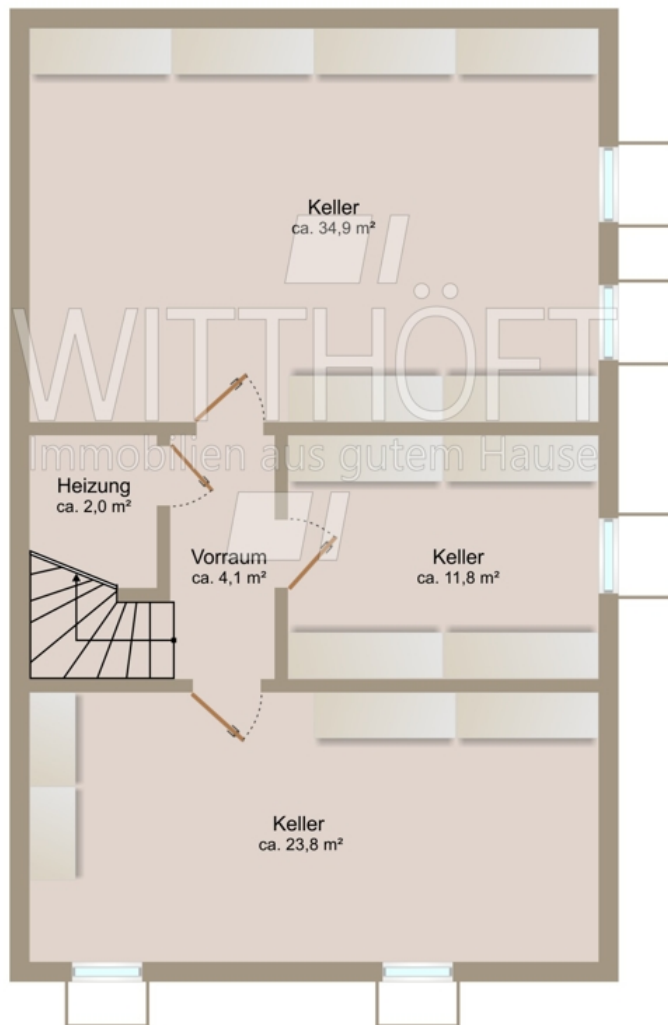 Keller
ca. 34,9 m²
WITTHÖFT
Immobilien aus gutem Hause
Heizung
ca. 2,0 m²
Vorraum
ca. 4,1 m²
Keller
ca. 11,8 m²
Keller
ca. 23,8 m²